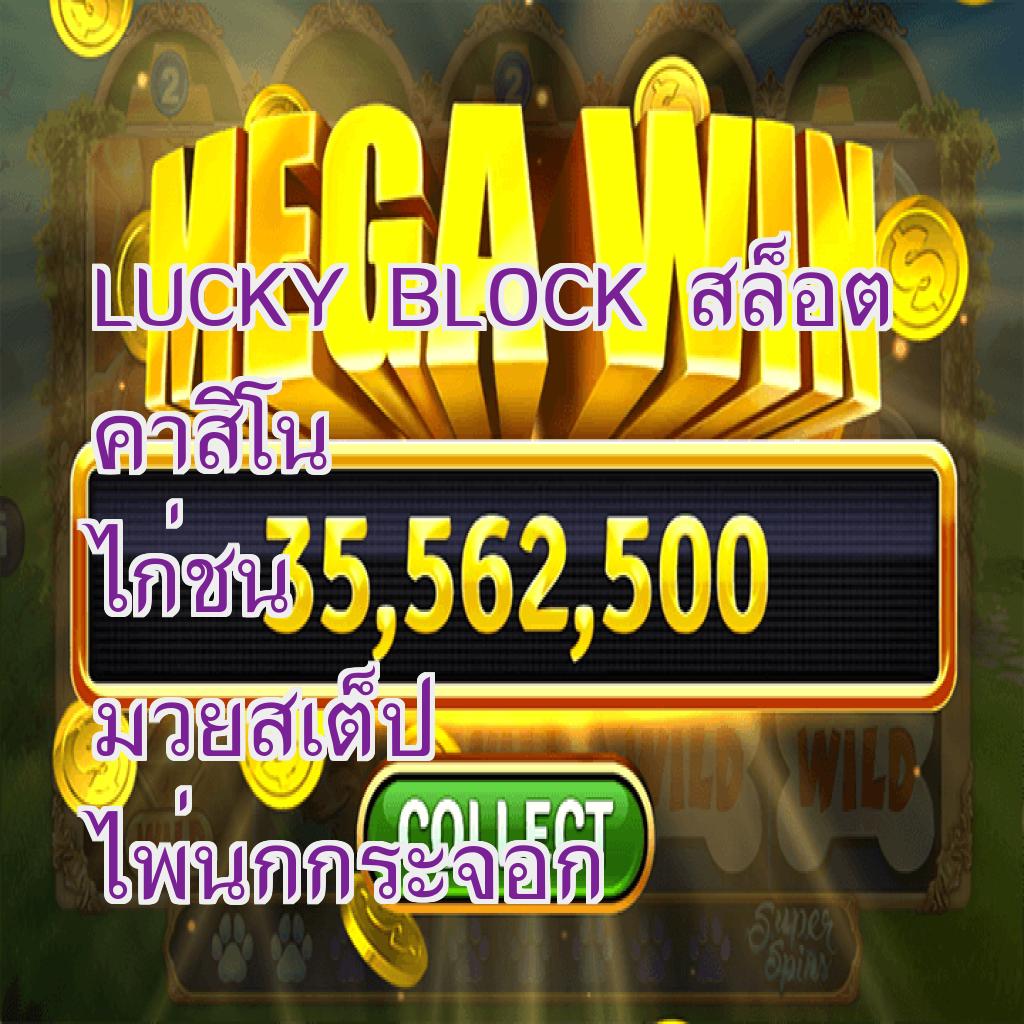 MEGA WIN
LUCKY BLOCK สล็อต
คาสิโน
ไก่ชน
35,562,500
มวยสเต็ป
WILD WILD
COLLECT
ไพ่นกกระจอก
Super
Spins